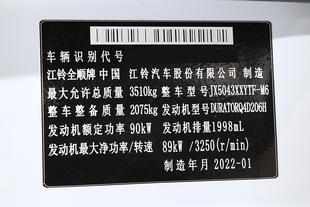 车辆识别代号
江铃全顺牌 中国 江铃汽车股份有限公司 制造
最大允许总质量 3510kg 整车型号 JX5043XXYTF-M6
整车整备质量 2075kg 发动机型号 DURATORQ4D206H
发动机额定功率 90kW 发动机排量 1998mL
发动机最大净功率/转速 89kW /3250(r/min)
制造年月 2022-01